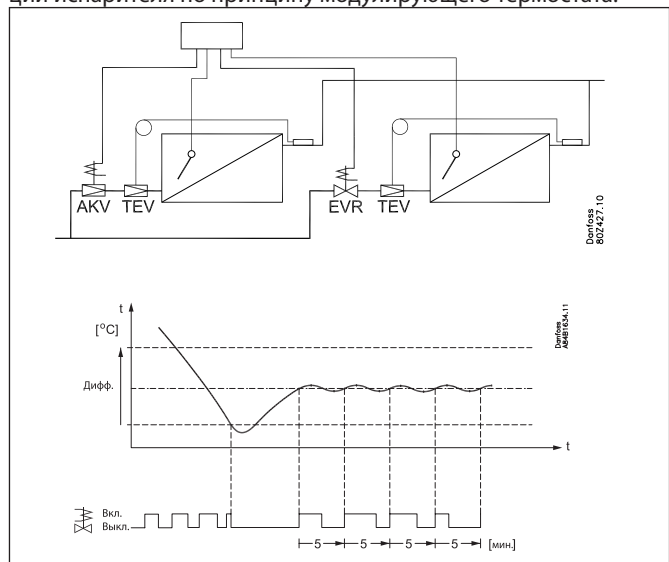 ции испарителя по принципу модулирующего термостата.
AKV TEV EVR TEV
Danfoss
80Z427.10
t
[°C]
Danfoss
A84B1634.11
Дифф.
t
Вкл.
Выкл.
5 5 5 5 [мин.]